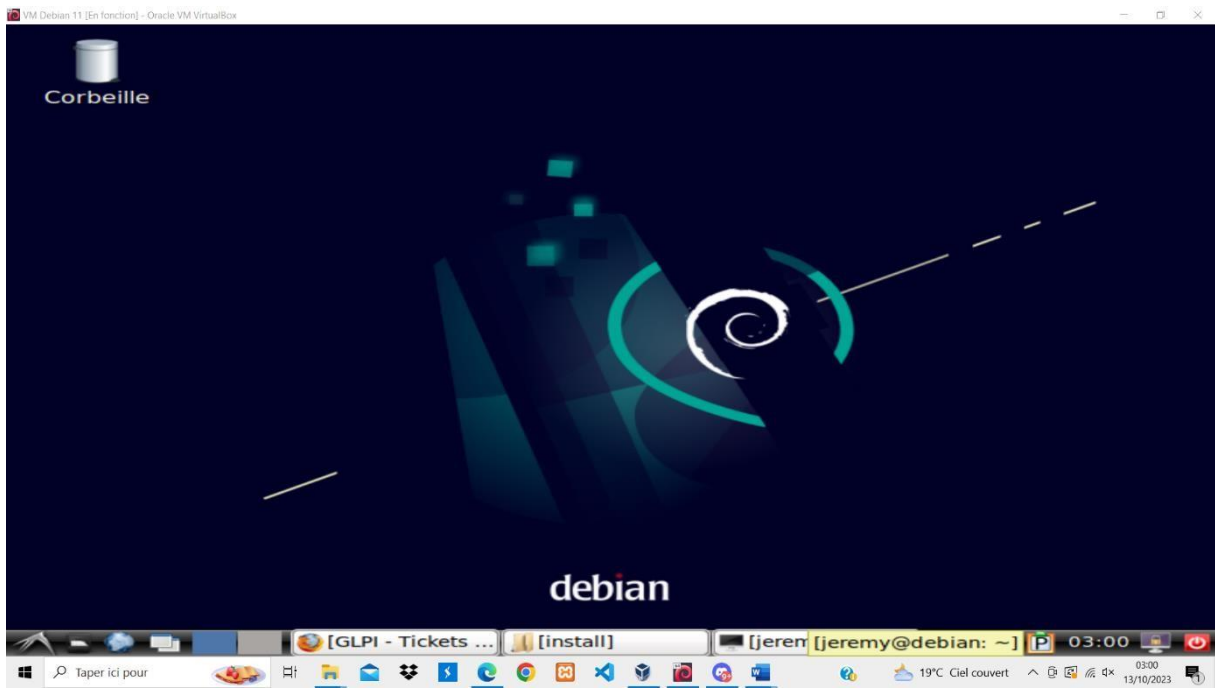 VM Debian 11 [En fonction] - Oracle VM VirtualBox
Corbeille
debian
[GLPI - Tickets ...]
[install]
[jerem
[jeremy@debian: ~]
03:00
Taper ici pour
19°C Ciel couvert
03:00
13/10/2023